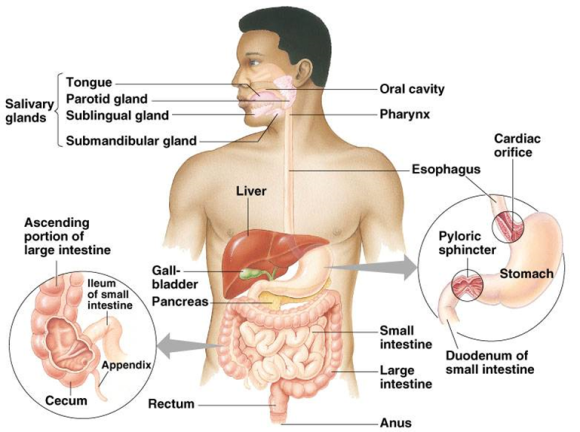 Tongue
Parotid gland
Sublingual gland
Submandibular gland
Salivary
glands
Oral cavity
Pharynx
Esophagus
Cardiac
orifice
Pyloric
sphincter
Stomach
Duodenum of
small intestine
Liver
Gall-
bladder
Pancreas
Ascending
portion of
large intestine
Ileum
of small
intestine
Appendix
Cecum
Small
intestine
Large
intestine
Rectum
Anus